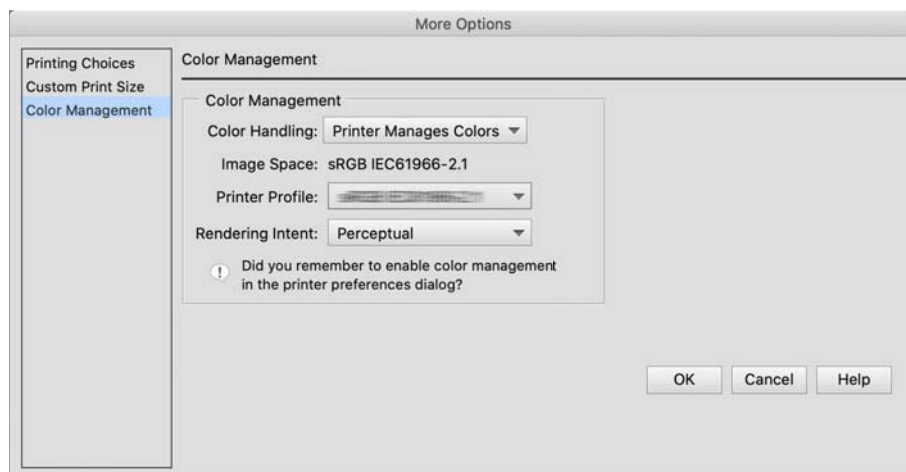 More Options
Printing Choices
Custom Print Size
Color Management
Color Management
Color Management
Color Handling: Printer Manages Colors
Image Space: sRGB IEC61966-2.1
Printer Profile:
Rendering Intent: Perceptual
! Did you remember to enable color management
in the printer preferences dialog?
OK Cancel Help